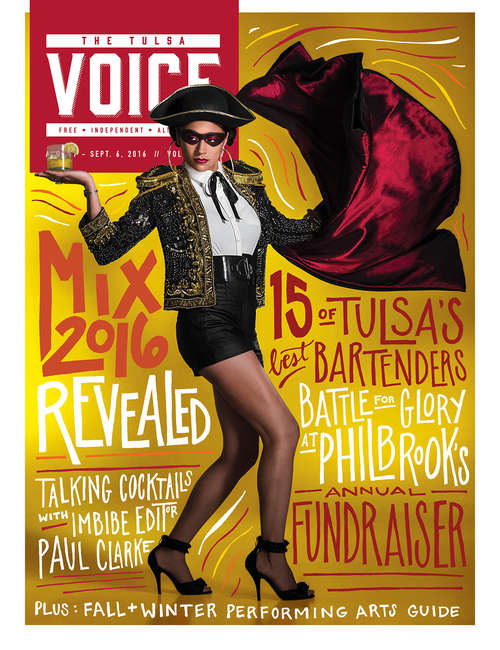 THE TULSA
VOICE
FREE • INDEPENDENT •
– SEPT. 6, 2016 // VOL
MIX
2016
REVEALED
TALKING COCKTAILS
WITH IMBIBE EDITOR
PAUL CLARKE
15 OF TULSA'S
best BARTENDERS
BATTLE FOR GLORY
AT PHILBROOK'S
ANNUAL
FUNDRAISER
PLUS: FALL + WINTER PERFORMING ARTS GUIDE